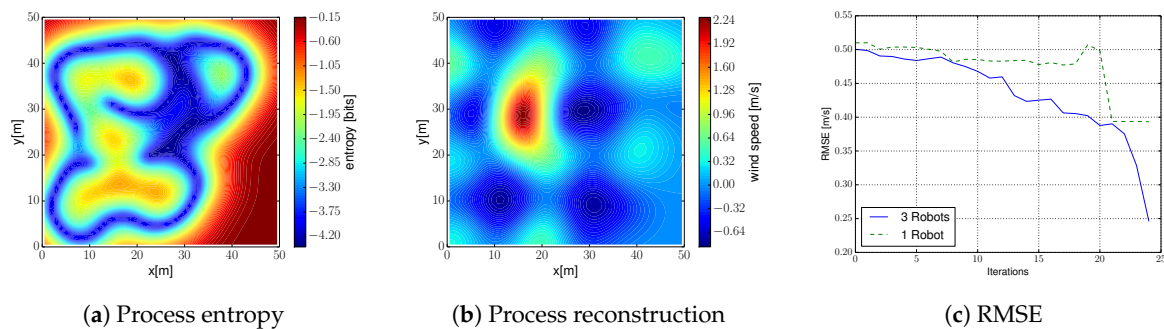 50
40
30
20
10
0
y[m]
0 10 20 30 40 50
x[m]
−0.15
−0.60
−1.05
−1.50
−1.95
−2.40
−2.85
−3.30
−3.75
−4.20
entropy [bits]
50
40
30
20
10
0
y[m]
0 10 20 30 40 50
x[m]
2.24
1.92
1.60
1.28
0.96
0.64
0.32
0.00
−0.32
−0.64
wind speed [m/s]
0.55
0.50
0.45
0.40
0.35
0.30
0.25
0.20
RMSE [m/s]
3 Robots
1 Robot
0 5 10 15 20 25
Iterations
(a) Process entropy
(b) Process reconstruction
(c) RMSE